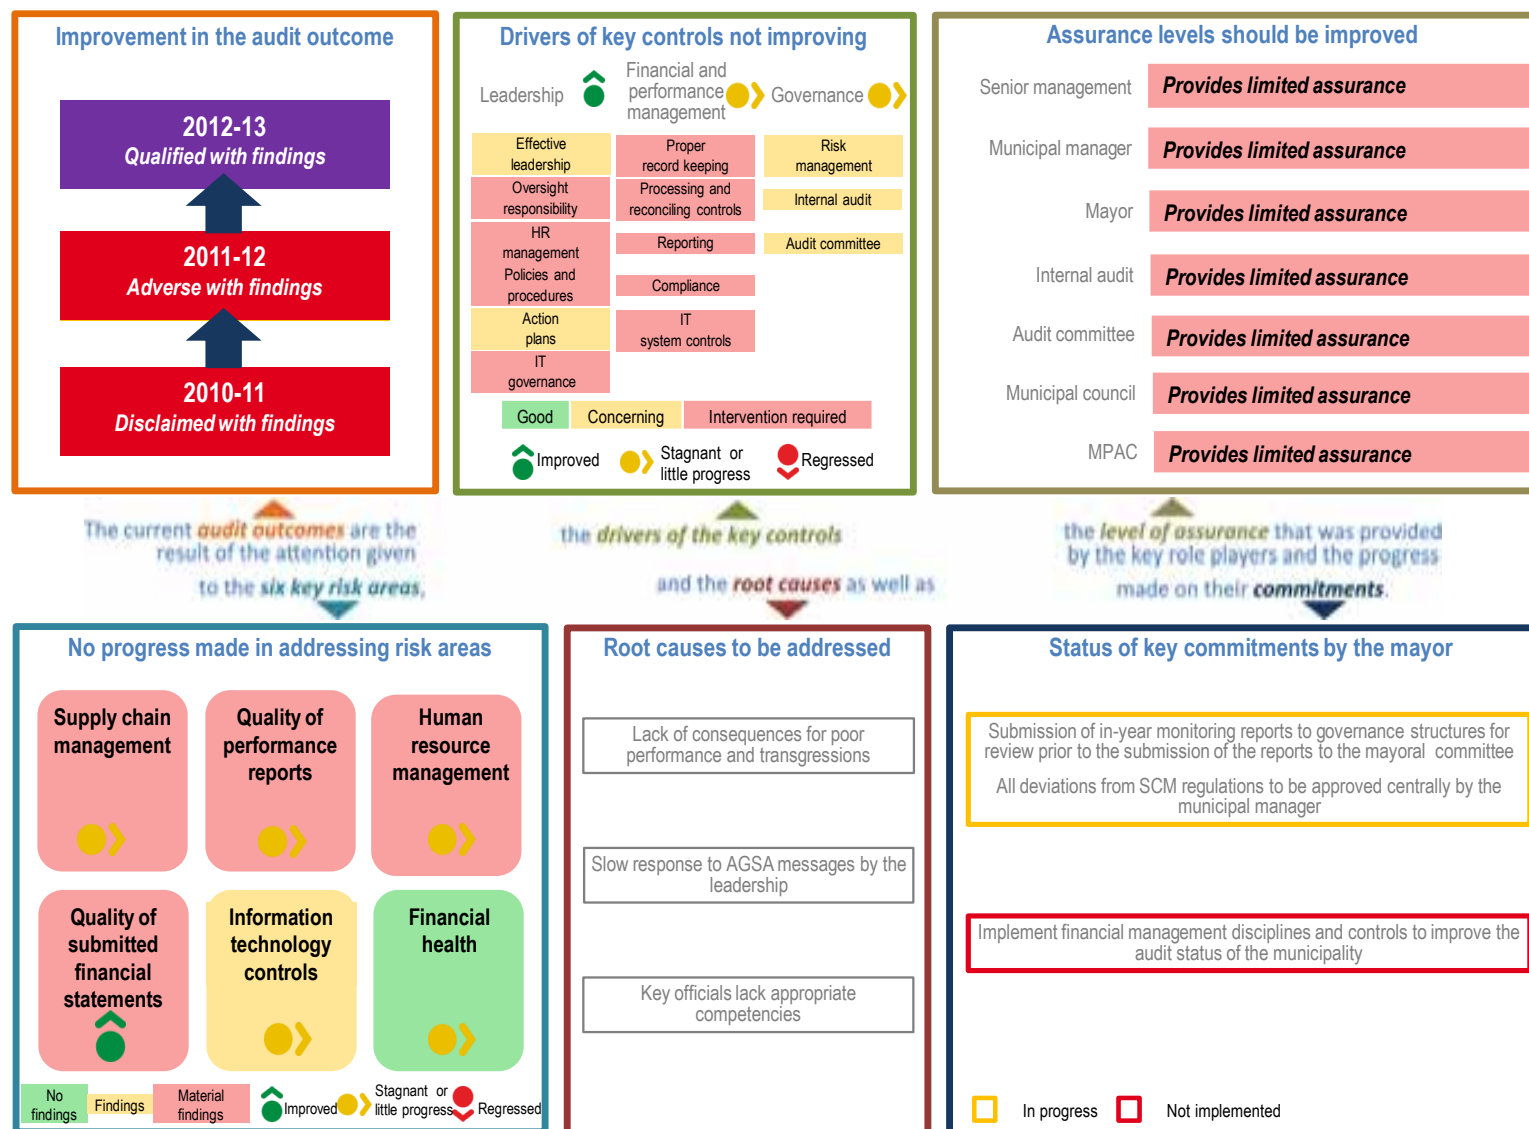 Improvement in the audit outcome
2012-13
Qualified with findings
2011-12
Adverse with findings
2010-11
Disclaimed with findings
Drivers of key controls not improving
Leadership
Financial and
performance
management
Governance
Effective
leadership
Oversight
responsibility
HR
management
Policies and
procedures
Action
plans
IT
governance
Proper
record keeping
Processing and
reconciling controls
Reporting
Compliance
IT
system controls
Risk
management
Internal audit
Audit committee
Good
Concerning
Intervention required
Improved
Stagnant or
little progress
Regressed
Assurance levels should be improved
Senior management
Provides limited assurance
Municipal manager
Provides limited assurance
Mayor
Provides limited assurance
Internal audit
Provides limited assurance
Audit committee
Provides limited assurance
Municipal council
Provides limited assurance
MPAC
Provides limited assurance
The current audit outcomes are the
result of the attention given
to the six key risk areas,
the drivers of the key controls
and the root causes as well as
the level of assurance that was provided
by the key role players and the progress
made on their commitments.
No progress made in addressing risk areas
Supply chain
management
Quality of
performance
reports
Human
resource
management
Quality of
submitted
financial
statements
Information
technology
controls
Financial
health
No
findings
Findings
Material
findings
Improved
Stagnant or
little progress
Regressed
Root causes to be addressed
Lack of consequences for poor
performance and transgressions
Slow response to AGSA messages by the
leadership
Key officials lack appropriate
competencies
Status of key commitments by the mayor
Submission of in-year monitoring reports to governance structures for
review prior to the submission of the reports to the mayoral committee
All deviations from SCM regulations to be approved centrally by the
municipal manager
Implement financial management disciplines and controls to improve the
audit status of the municipality
In progress
Not implemented